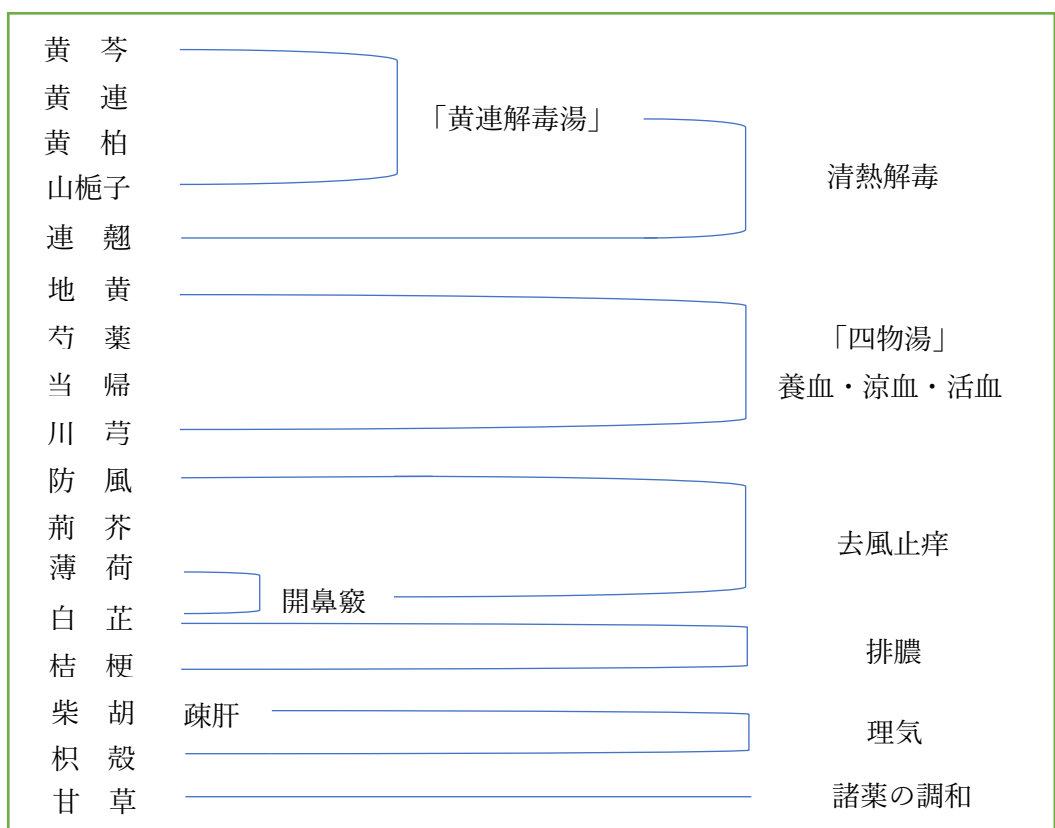 黄　芩
黄　連
黄　柏
山梔子
連　翹
地　黄
芍　薬
当　帰
川　芎
防　風
荊　芥
薄　荷
白　芷
桔　梗
柴　胡　疎肝
枳　殻
甘　草
「黄連解毒湯」
開鼻竅
清熱解毒
「四物湯」
養血・涼血・活血
去風止痒
排膿
理気
諸薬の調和